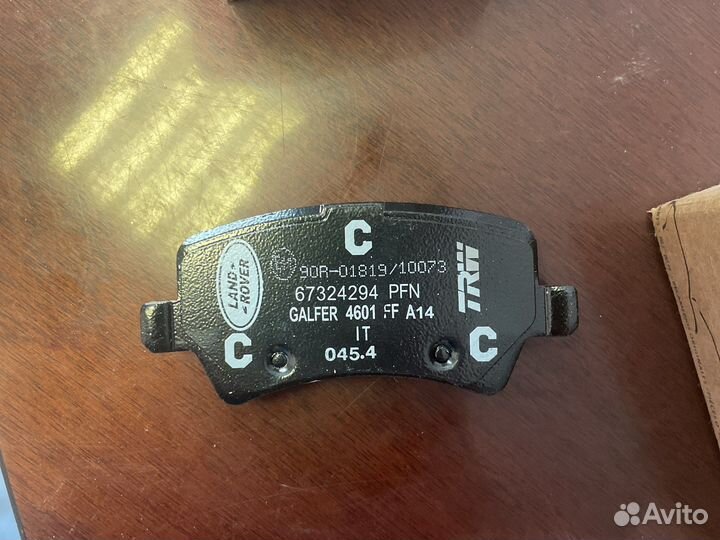 C
90R-01819/10073
67324294 PFN
GALFER 4601 FF A14
IT
045.4
LAND ROVER
TRW
C
C
Avito